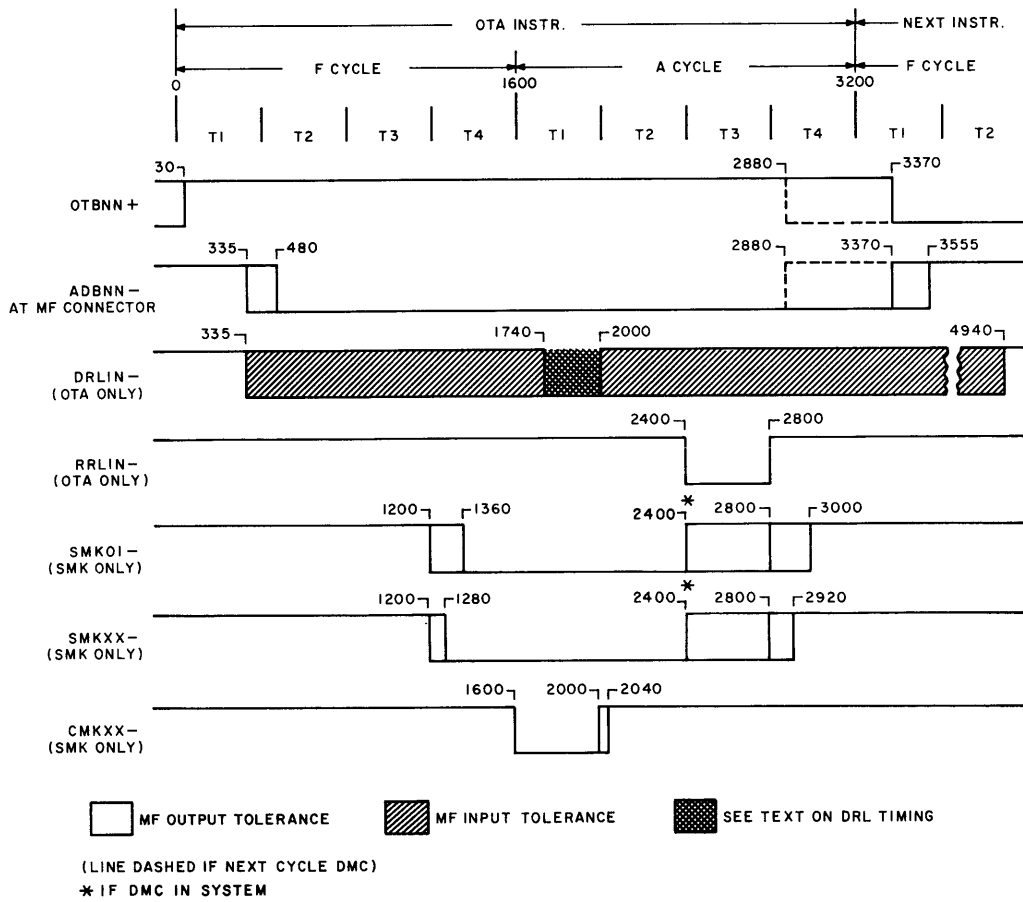 OTA INSTR. NEXT INSTR.
F CYCLE A CYCLE F CYCLE
0 1600 3200
T1 T2 T3 T4 T1 T2 T3 T4 T1 T2
30 2880 3370
OTBNN+
335 480 2880 3370 3555
ADBNN-
AT MF CONNECTOR
335 1740 2000 4940
DRLIN-
(OTA ONLY)
2400 2800
RRLIN-
(OTA ONLY)
*
1200 1360 2400 2800 3000
SMK01-
(SMK ONLY)
*
1200 1280 2400 2800 2920
SMKXX-
(SMK ONLY)
1600 2000 2040
CMKXX-
(SMK ONLY)
MF OUTPUT TOLERANCE MF INPUT TOLERANCE SEE TEXT ON DRL TIMING
(LINE DASHED IF NEXT CYCLE DMC)
* IF DMC IN SYSTEM